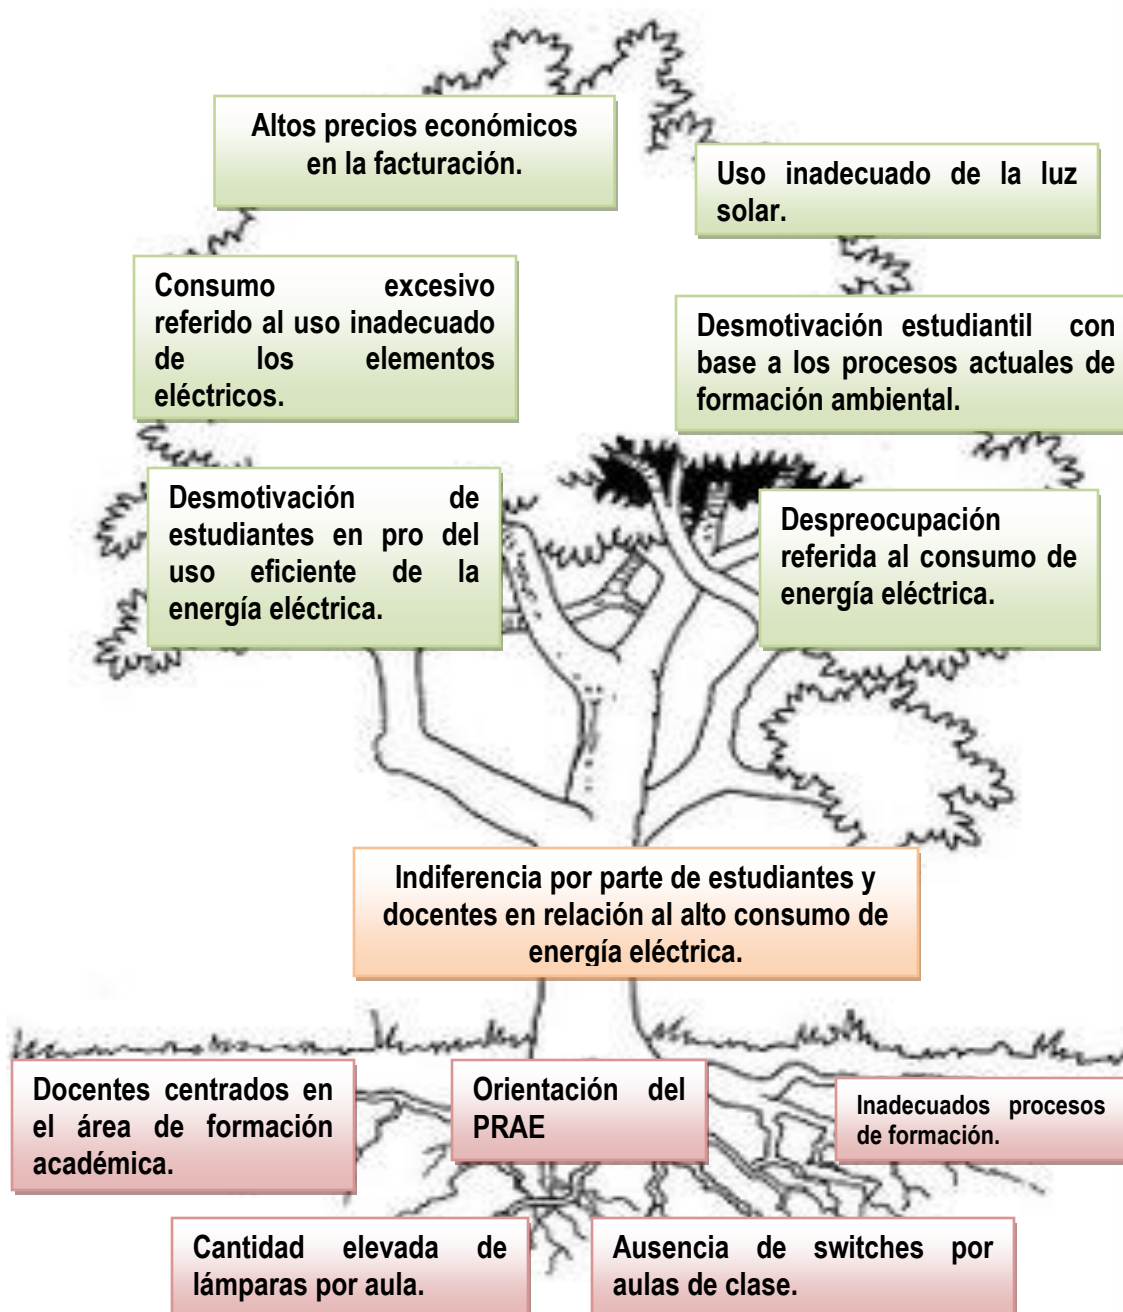 Altos precios económicos
en la facturación.
Uso inadecuado de la luz
solar.
Consumo excesivo
referido al uso inadecuado
de los elementos
eléctricos.
Desmotivación estudiantil con
base a los procesos actuales de
formación ambiental.
Desmotivación de
estudiantes en pro del
uso eficiente de la
energía eléctrica.
Despreocupación
referida al consumo de
energía eléctrica.
Indiferencia por parte de estudiantes y
docentes en relación al alto consumo de
energía eléctrica.
Docentes centrados en
el área de formación
académica.
Orientación del
PRAE
Inadecuados procesos
de formación.
Cantidad elevada de
lámparas por aula.
Ausencia de switches por
aulas de clase.